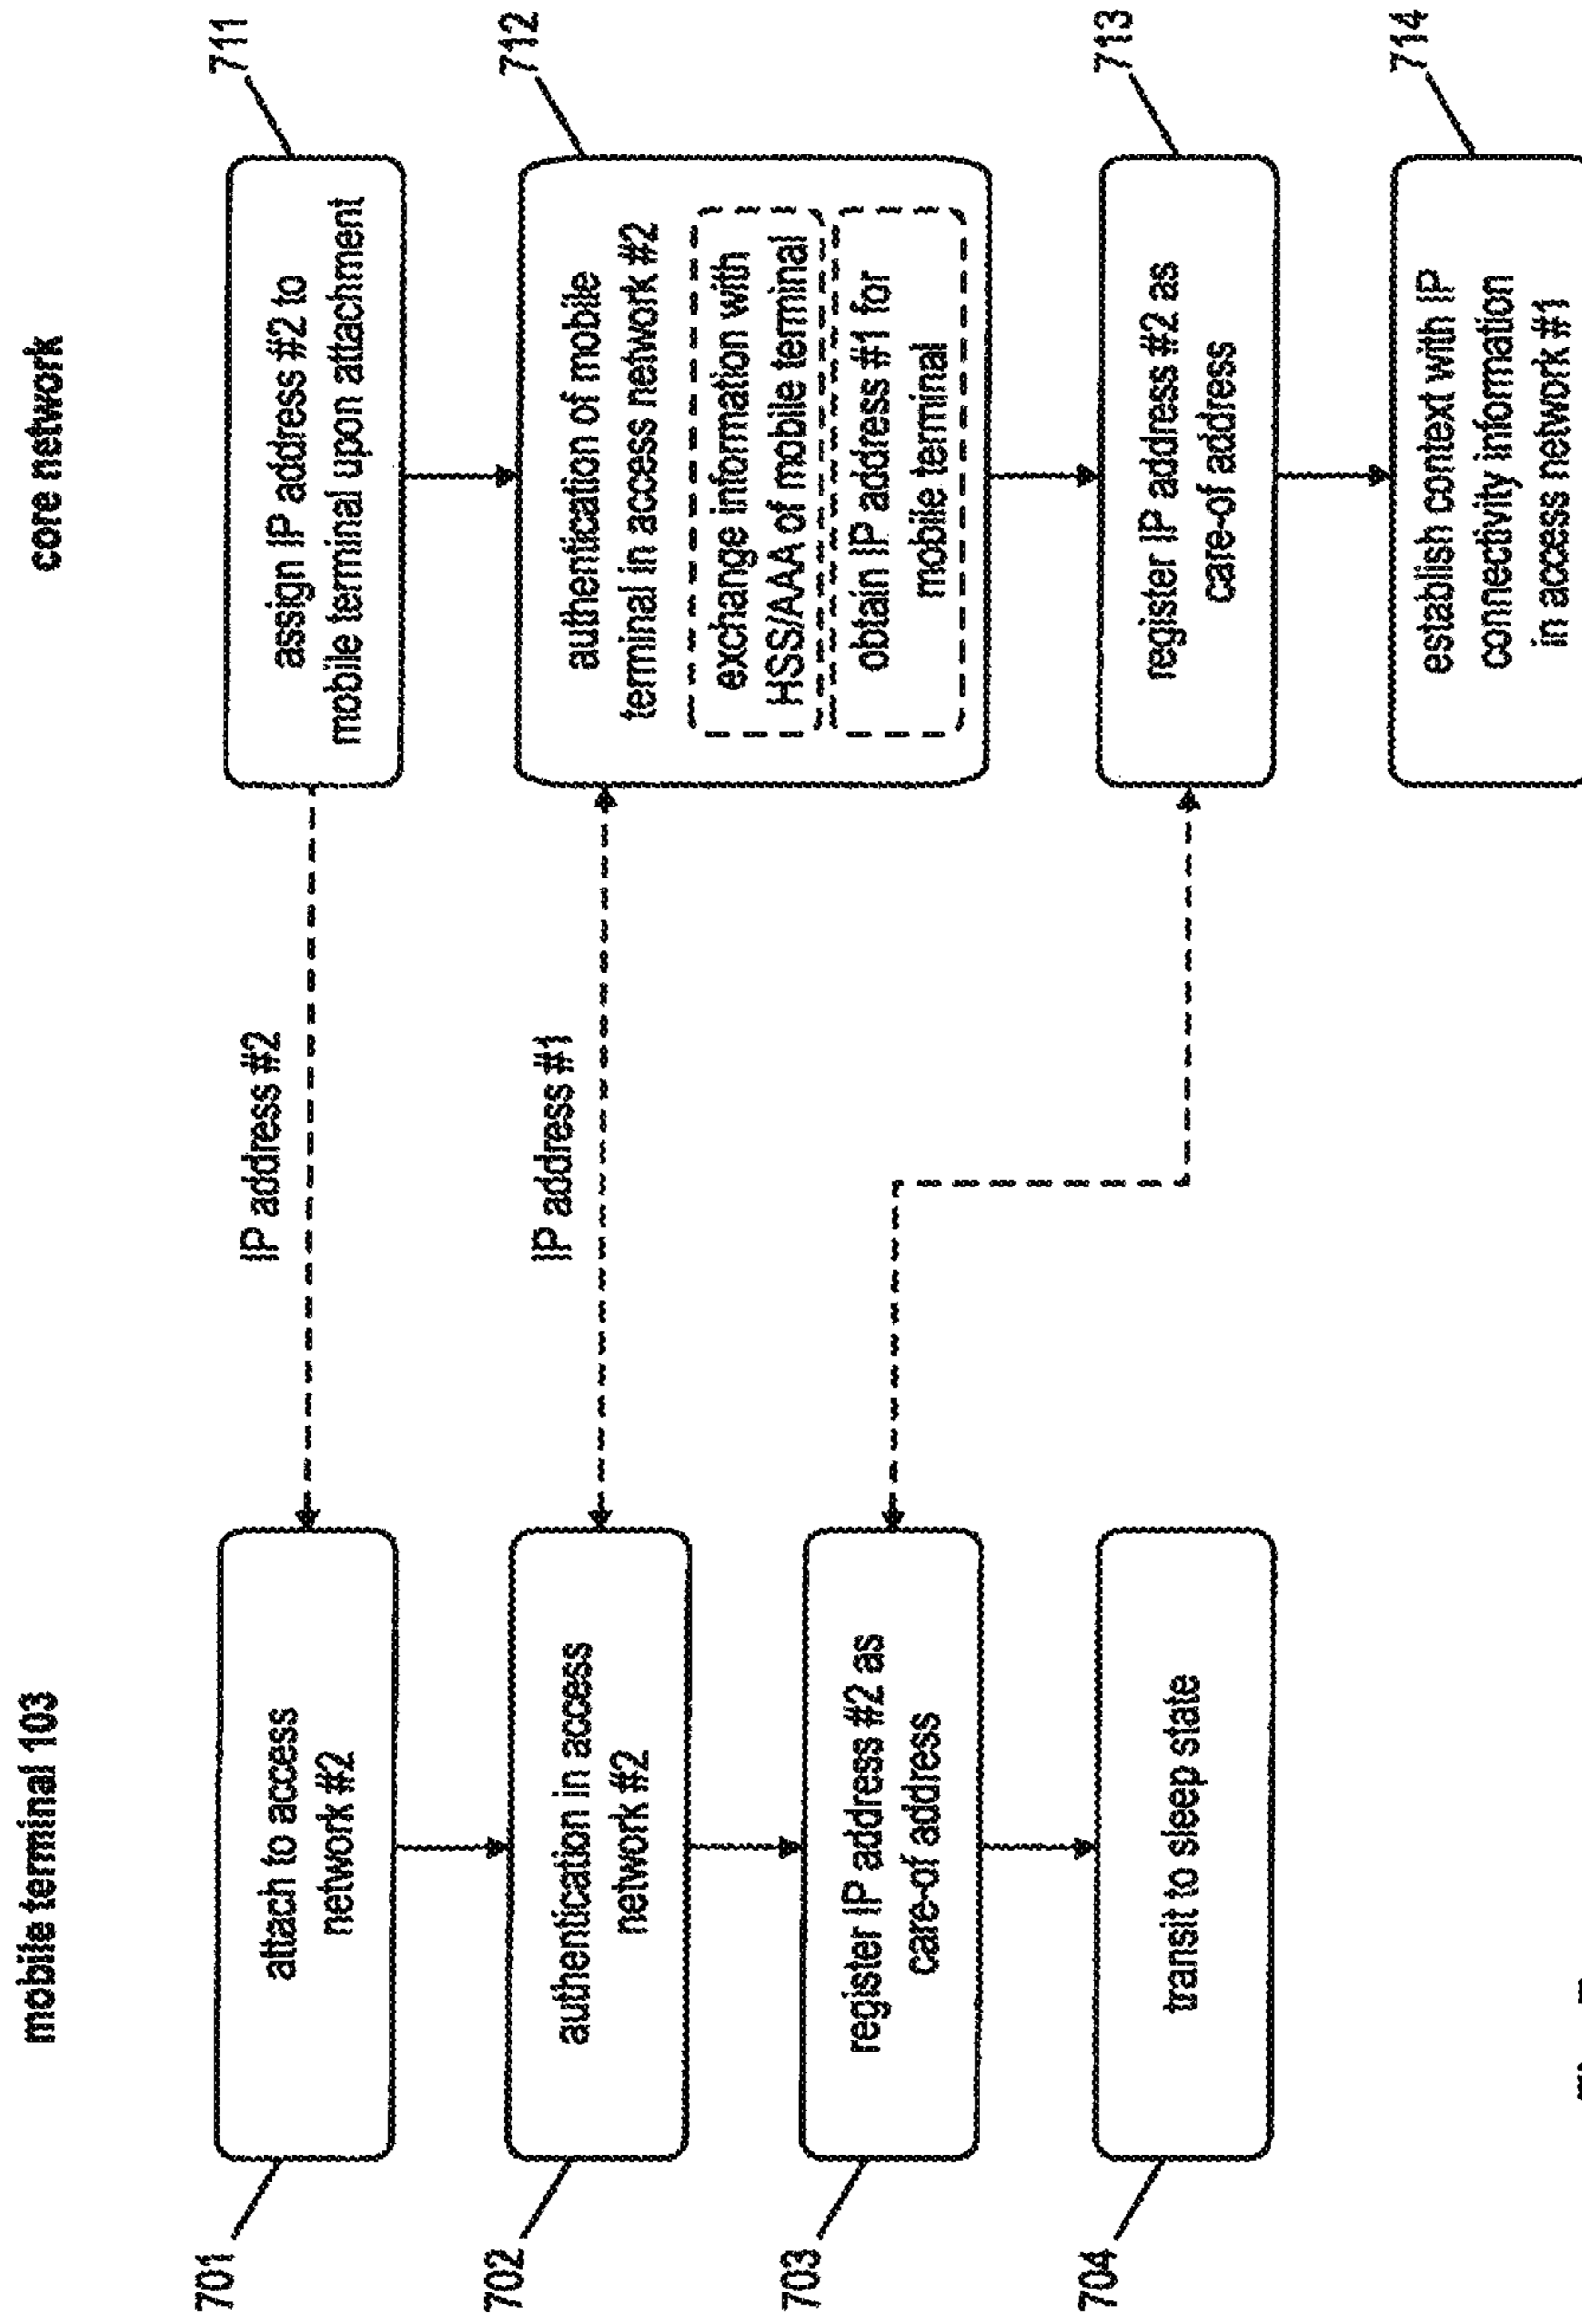 mobile terminal 103
core network
701
attach to access
network #2
IP address #2
assign IP address #2 to
mobile terminal upon attachment
711
702
authentication in access
network #2
IP address #1
authentication of mobile
terminal in access network #2
exchange information with
HSS/AAA of mobile terminal
obtain IP address #1 for
mobile terminal
712
703
register IP address #2 as
care-of address
register IP address #2 as
care-of address
713
704
transit to sleep state
establish context with IP
connectivity information
in access network #1
714